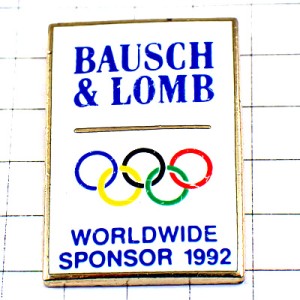 BAUSCH
& LOMB
WORLDWIDE
SPONSOR 1992